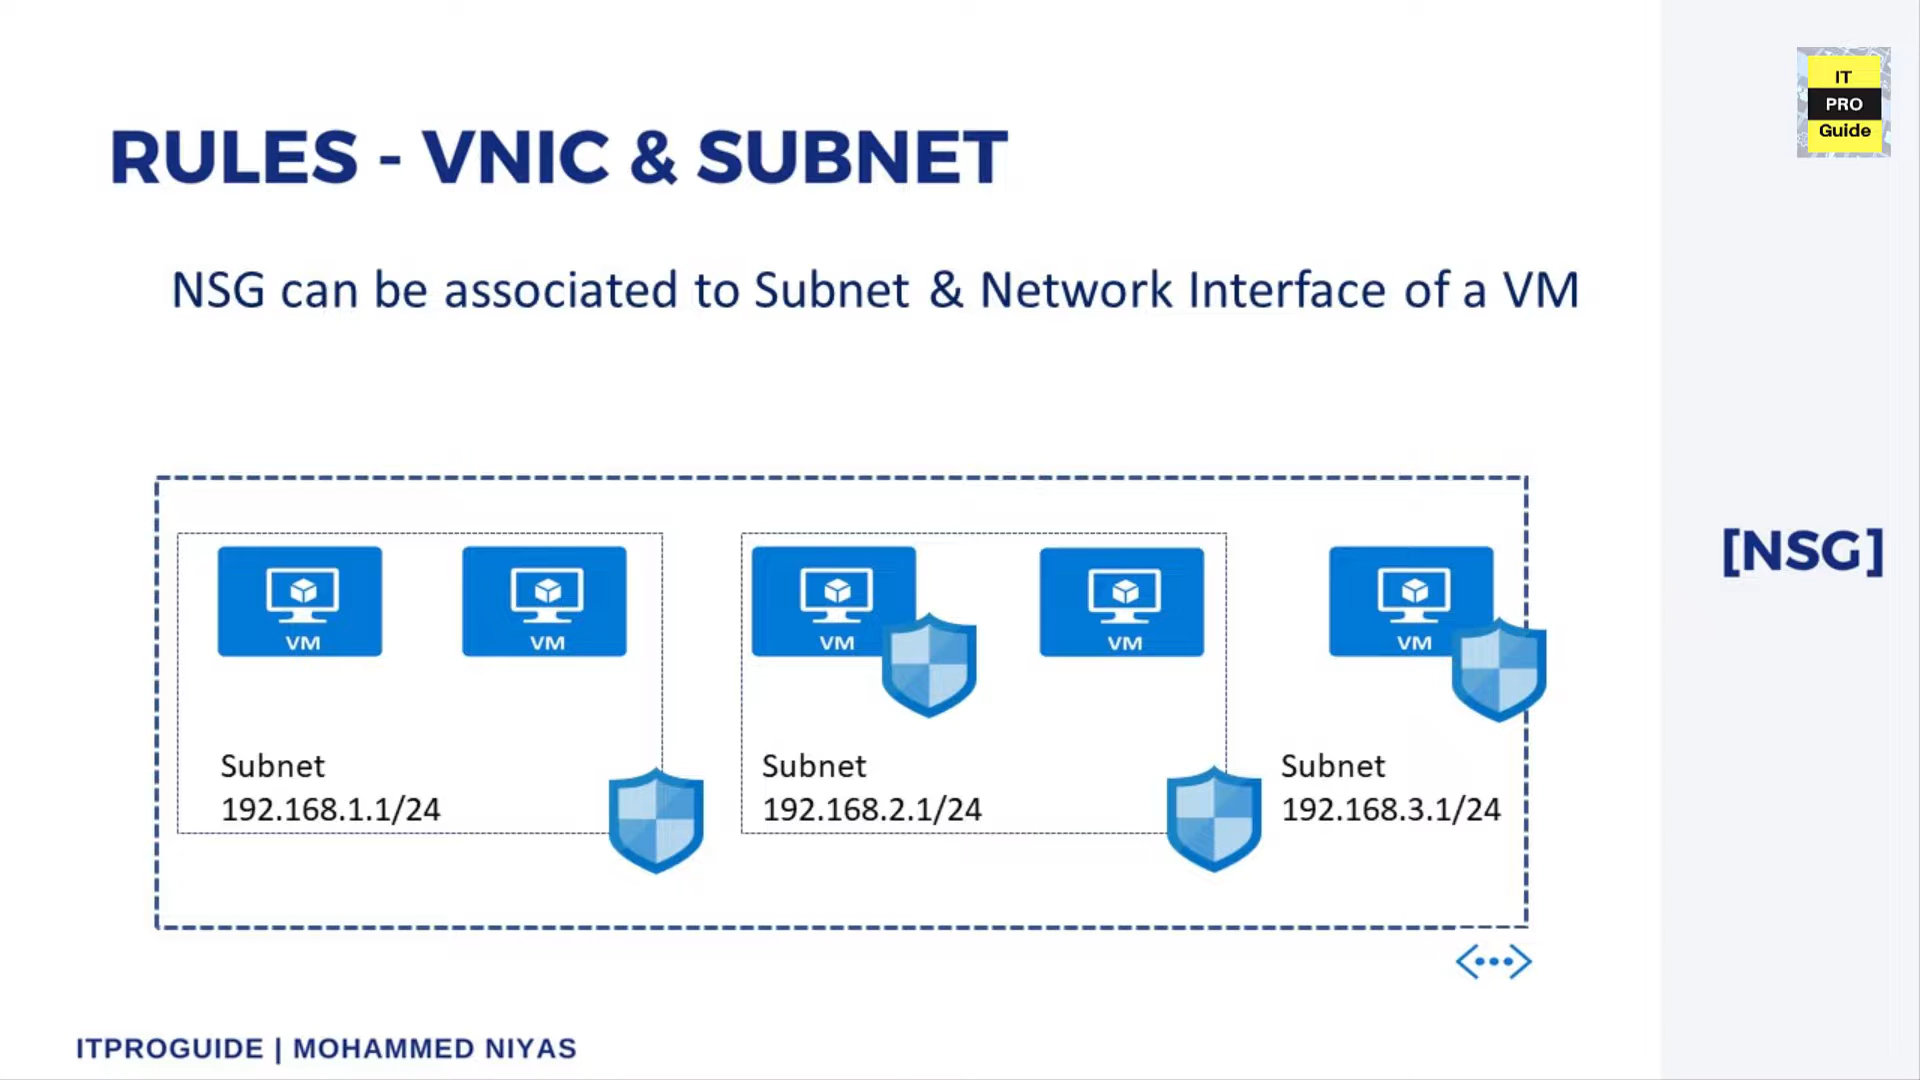 IT
PRO
Guide
RULES - VNIC & SUBNET
NSG can be associated to Subnet & Network Interface of a VM
[NSG]
VM
VM
VM
VM
VM
Subnet
192.168.1.1/24
Subnet
192.168.2.1/24
Subnet
192.168.3.1/24
ITPROGUIDE | MOHAMMED NIYAS